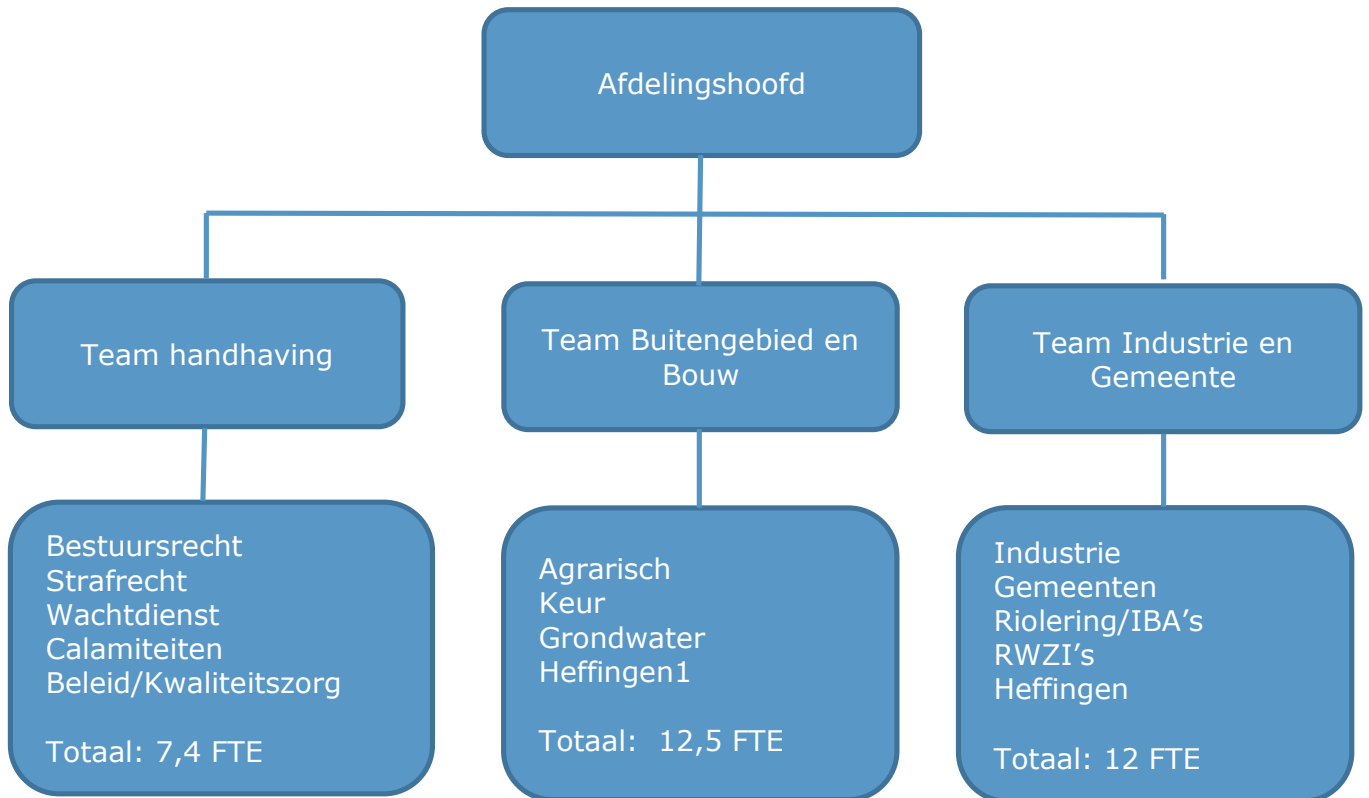 Afdelingshoofd
Team handhaving
Team Buitengebied en
Bouw
Team Industrie en
Gemeente
Bestuursrecht
Strafrecht
Wachtdienst
Calamiteiten
Beleid/Kwaliteitszorg
Totaal: 7,4 FTE
Agrarisch
Keur
Grondwater
Heffingen1
Totaal:  12,5 FTE
Industrie
Gemeenten
Riolering/IBA’s
RWZI’s
Heffingen
Totaal: 12 FTE